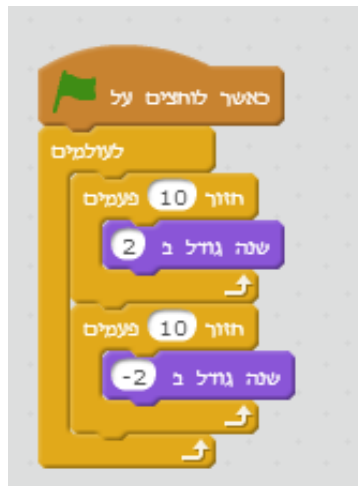 כאשר לוחצים על
לעולמים
חזור 10 פעמים
שנה גודל ב 2
חזור 10 פעמים
שנה גודל ב -2